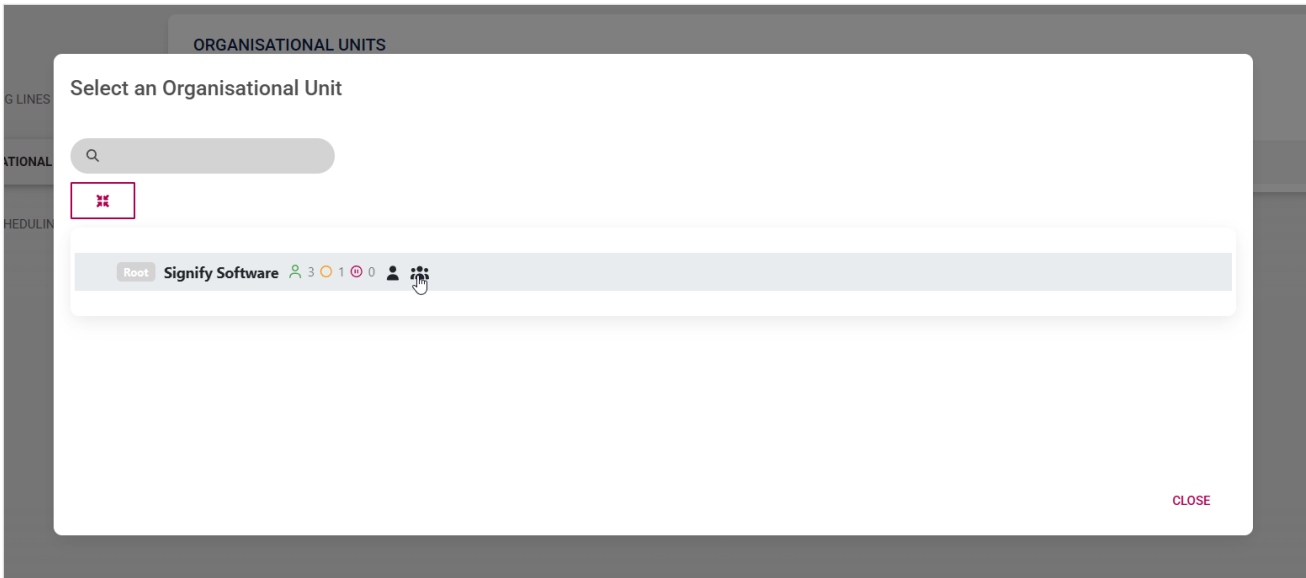 ORGANISATIONAL UNITS
Select an Organisational Unit
G LINES
ATIONAL
HEDULIN
Root Signify Software 3 1 0
CLOSE